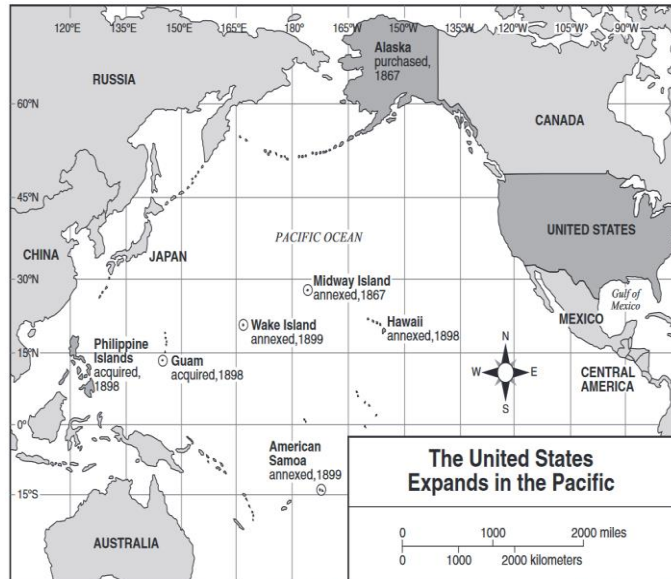 120°E 135°E 150°E 165°E 180° 165°W 150°W 135°W 120°W 105°W 90°W
Alaska
purchased,
1867
RUSSIA
60°N
CANADA
45°N
UNITED STATES
PACIFIC OCEAN
CHINA
JAPAN
30°N
Midway Island
annexed,1867
Gulf of
Mexico
MEXICO
Wake Island
annexed,1899
Hawaii
annexed,1898
N
W E
S
15°N
Philippine
Islands
acquired,
1898
Guam
acquired,1898
CENTRAL
AMERICA
0°
American
Samoa
annexed,1899
15°S
AUSTRALIA
The United States
Expands in the Pacific
0 1000 2000 miles
0 1000 2000 kilometers